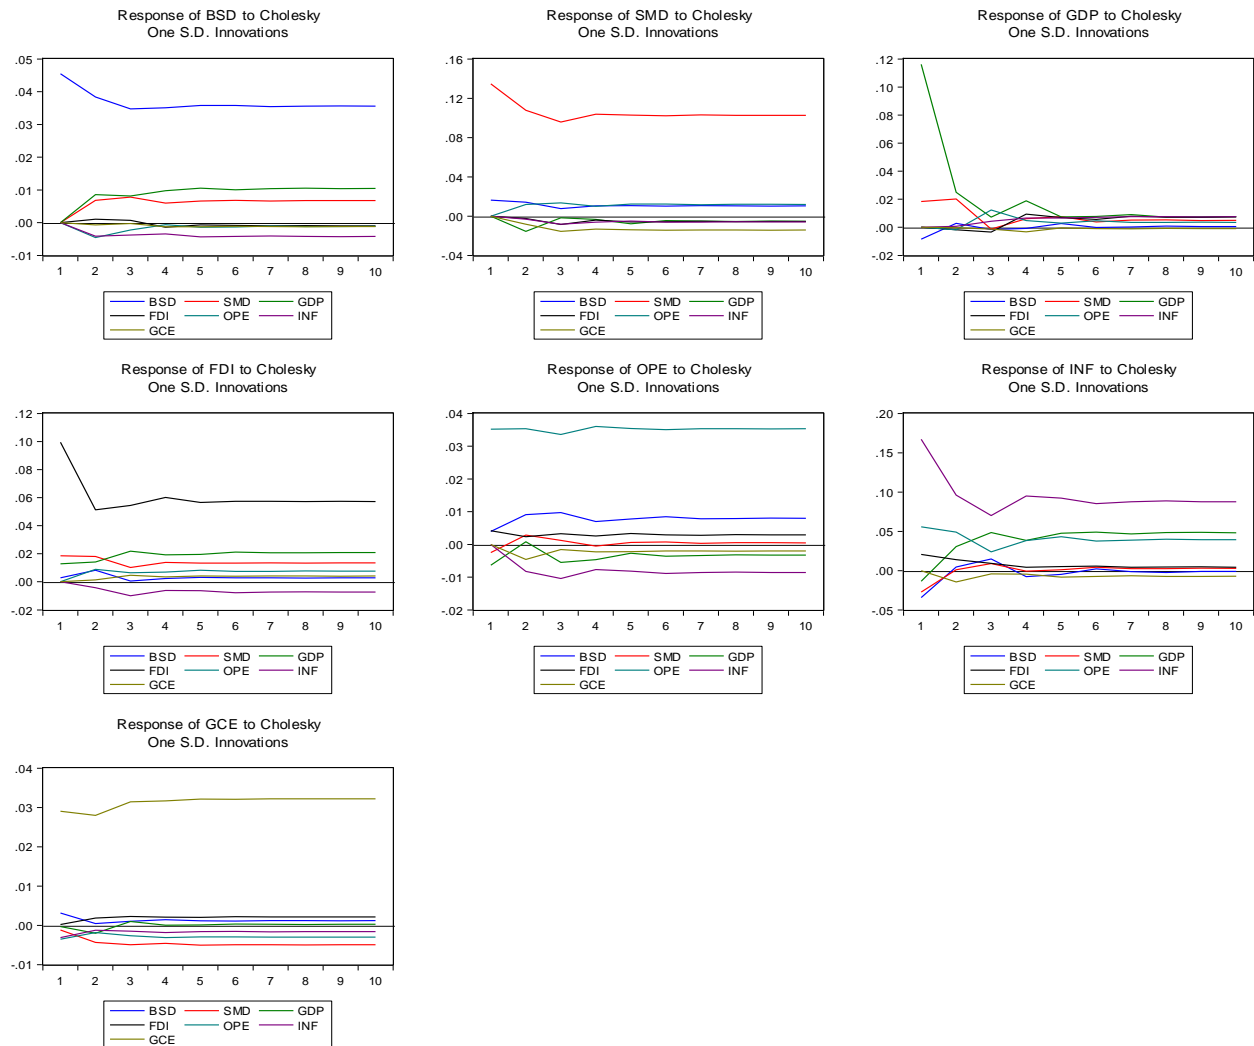 Response of BSD to Cholesky
One S.D. Innovations
.05
.04
.03
.02
.01
.00
-.01
1 2 3 4 5 6 7 8 9 10
BSD SMD GDP
FDI OPE INF
GCE
Response of SMD to Cholesky
One S.D. Innovations
.16
.12
.08
.04
.00
-.04
1 2 3 4 5 6 7 8 9 10
BSD SMD GDP
FDI OPE INF
GCE
Response of GDP to Cholesky
One S.D. Innovations
.12
.10
.08
.06
.04
.02
.00
-.02
1 2 3 4 5 6 7 8 9 10
BSD SMD GDP
FDI OPE INF
GCE
Response of FDI to Cholesky
One S.D. Innovations
.12
.10
.08
.06
.04
.02
.00
-.02
1 2 3 4 5 6 7 8 9 10
BSD SMD GDP
FDI OPE INF
GCE
Response of OPE to Cholesky
One S.D. Innovations
.04
.03
.02
.01
.00
-.01
-.02
1 2 3 4 5 6 7 8 9 10
BSD SMD GDP
FDI OPE INF
GCE
Response of INF to Cholesky
One S.D. Innovations
.20
.15
.10
.05
.00
-.05
1 2 3 4 5 6 7 8 9 10
BSD SMD GDP
FDI OPE INF
GCE
Response of GCE to Cholesky
One S.D. Innovations
.04
.03
.02
.01
.00
-.01
1 2 3 4 5 6 7 8 9 10
BSD SMD GDP
FDI OPE INF
GCE